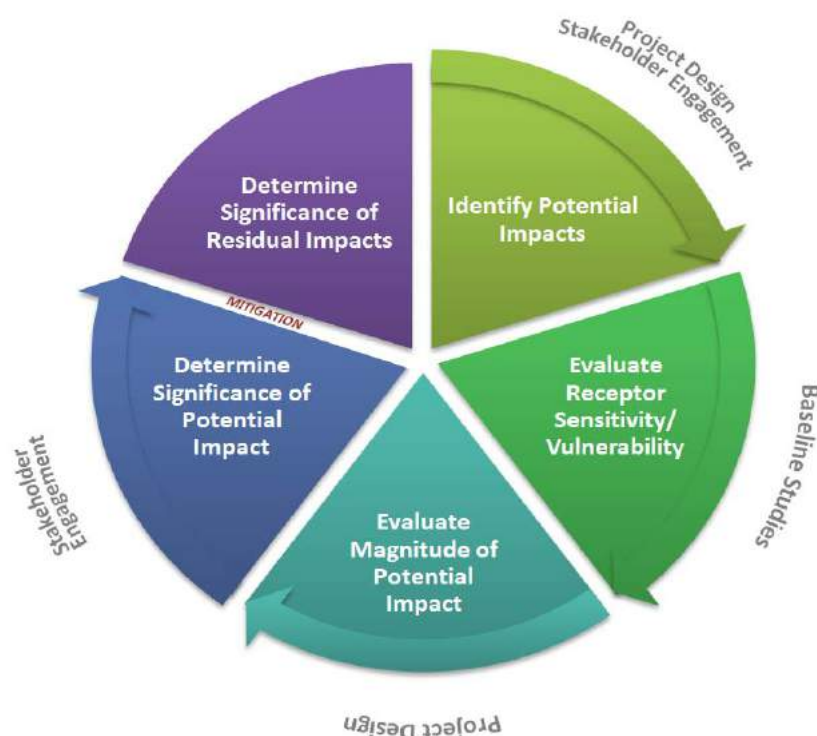 Project Design
Stakeholder Engagement
Identify Potential
Impacts
Evaluate
Receptor
Sensitivity/
Vulnerability
Baseline Studies
Evaluate
Magnitude of
Potential
Impact
Project Design
Determine
Significance of
Potential
Impact
Stakeholder
Engagement
MITIGATION
Determine
Significance of
Residual Impacts